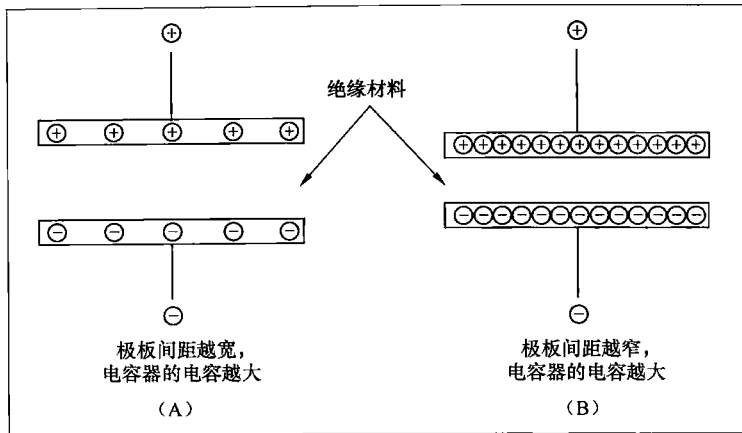 绝缘材料
极板间距越宽，
电容器的电容越大
（A）
极板间距越窄，
电容器的电容越大
（B）